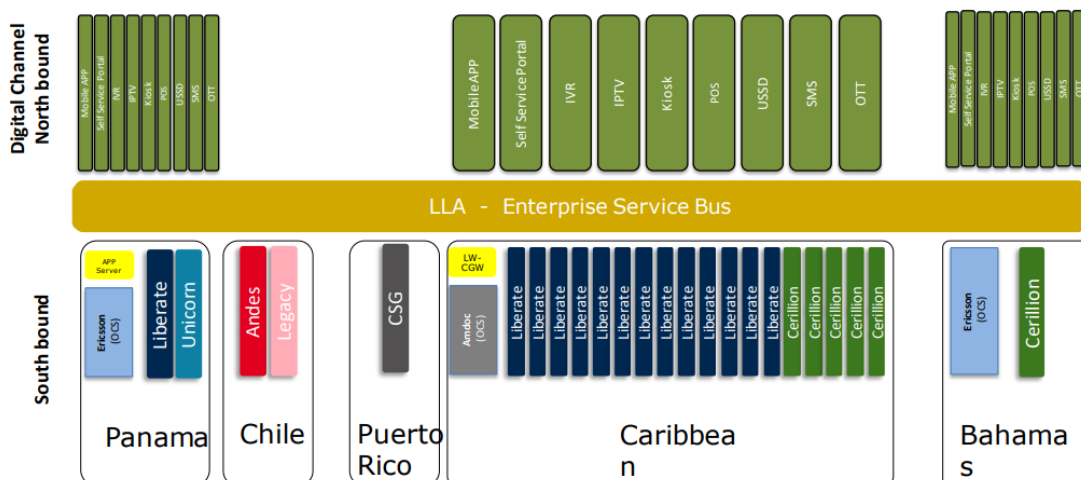 Digital Channel
North bound
Mobile APP
Self Service Portal
IVR
IPTV
Kiosk
POS
USSD
SMS
OTT
Mobile APP
Self Service Portal
IVR
IPTV
Kiosk
POS
USSD
SMS
OTT
Mobile APP
Self Service Portal
IVR
IPTV
Kiosk
POS
USSD
SMS
OTT
LLA - Enterprise Service Bus
South bound
APP
Server
Ericsson
(OCS)
Liberate
Unicorn
Panama
Andes
Legacy
Chile
CSG
Puerto
Rico
LW-
CGW
Amdoc
(OCS)
Liberate
Liberate
Liberate
Liberate
Liberate
Liberate
Liberate
Liberate
Liberate
Liberate
Liberate
Liberate
Liberate
Cerillion
Cerillion
Cerillion
Cerillion
Cerillion
Caribbea
n
Ericsson
(OCS)
Cerillion
Bahama
s